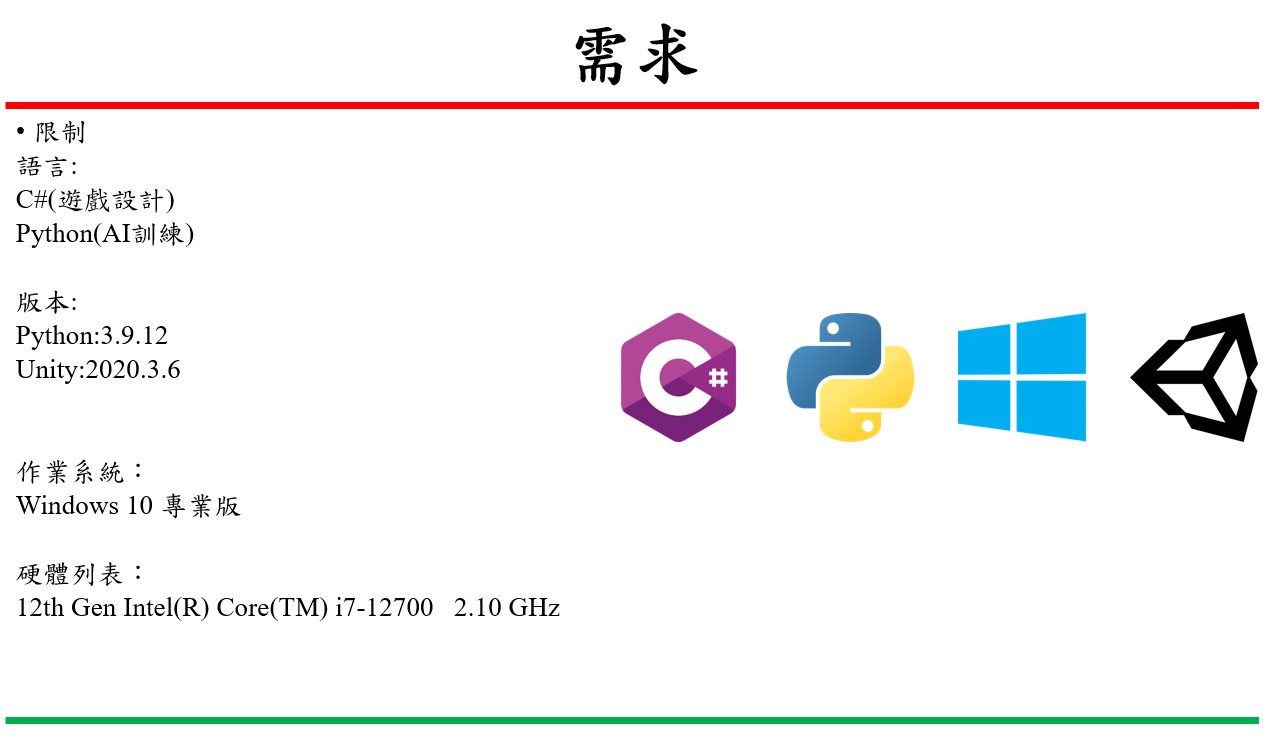 需求
• 限制
語言:
C#(遊戲設計)
Python(AI訓練)
版本:
Python:3.9.12
Unity:2020.3.6
作業系統：
Windows 10 專業版
硬體列表：
12th Gen Intel(R) Core(TM) i7-12700   2.10 GHz
C#